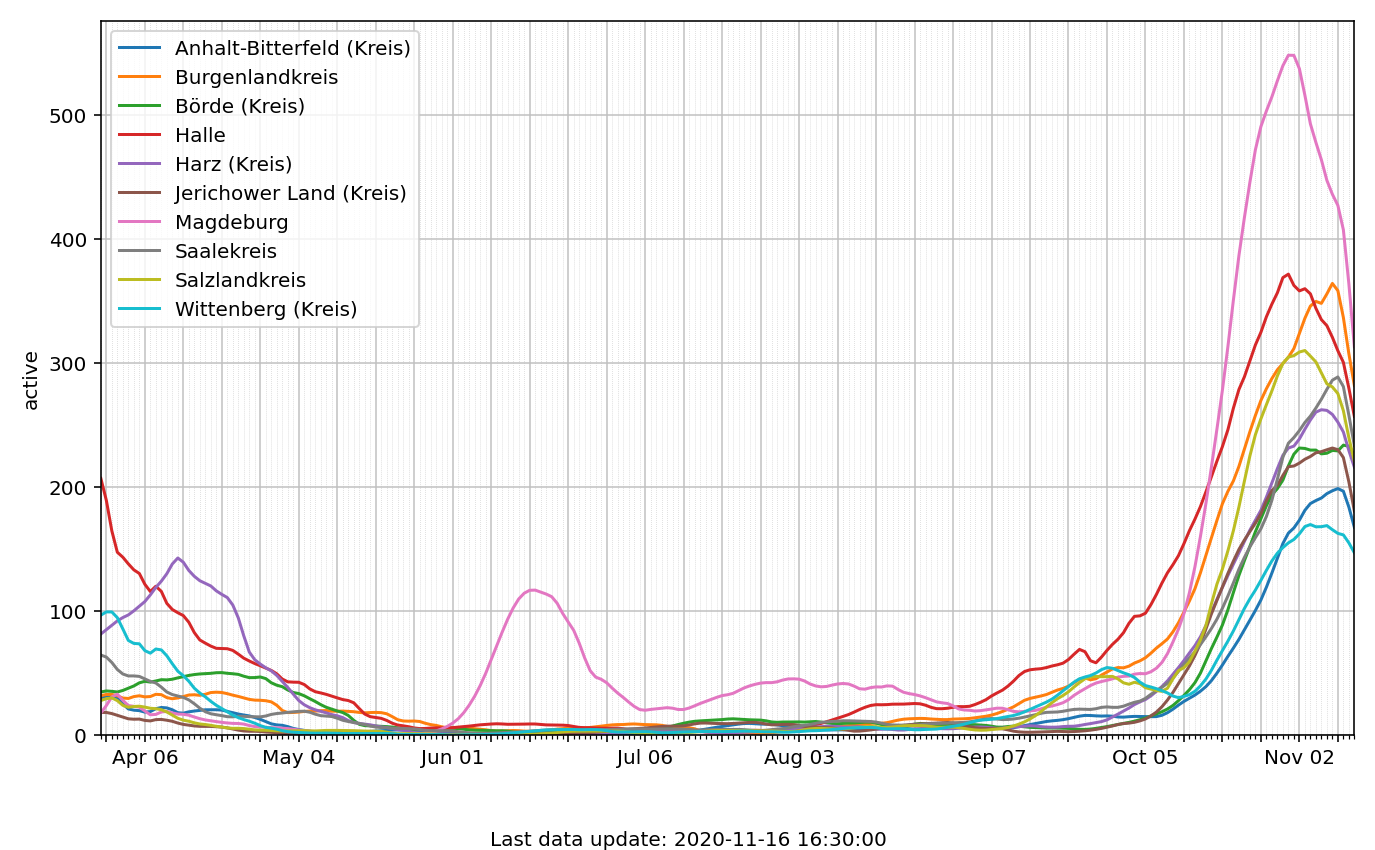 Anhalt-Bitterfeld (Kreis)
Burgenlandkreis
Börde (Kreis)
Halle
Harz (Kreis)
Jerichower Land (Kreis)
Magdeburg
Saalekreis
Salzlandkreis
Wittenberg (Kreis)
active
500
400
300
200
100
0
Apr 06 May 04 Jun 01 Jul 06 Aug 03 Sep 07 Oct 05 Nov 02
Last data update: 2020-11-16 16:30:00